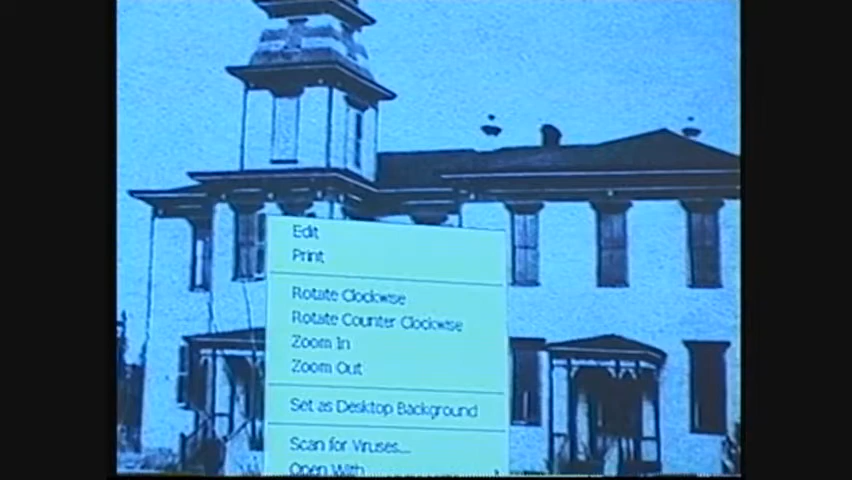 Edit
Print
Rotate Clockwise
Rotate Counter Clockwise
Zoom In
Zoom Out
Set as Desktop Background
Scan for Viruses...
Open With